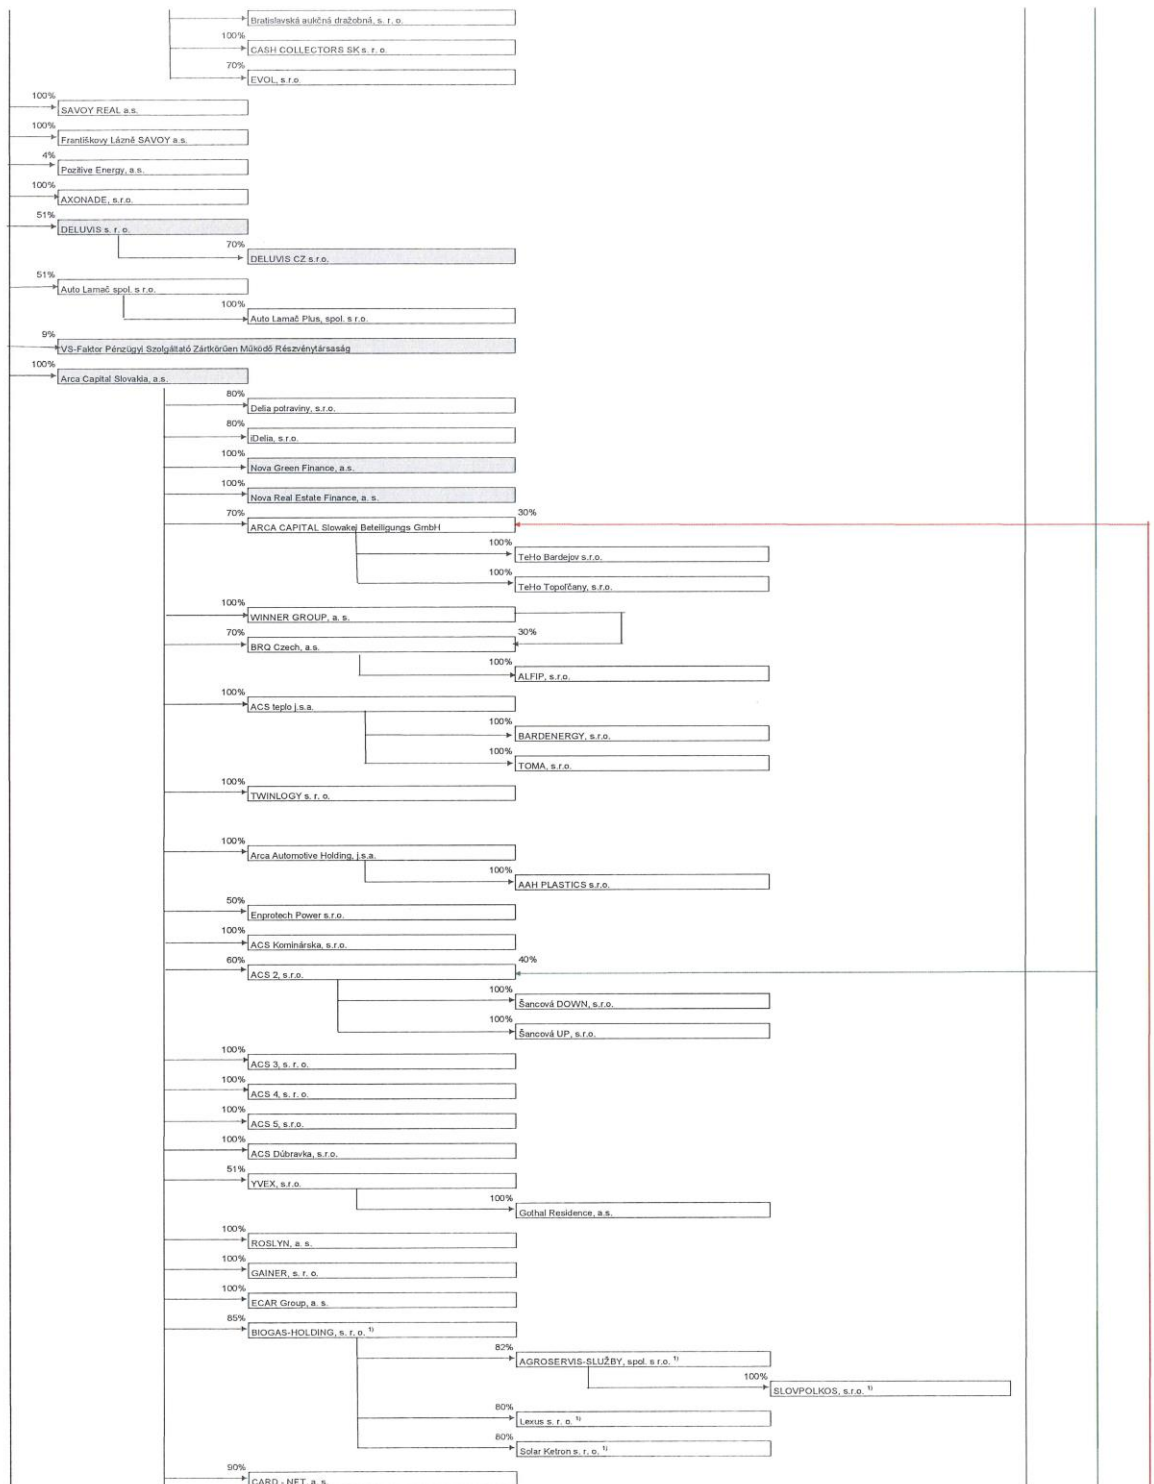 Bratislavská aukčná dražobná, s. r. o.
100%
CASH COLLECTORS SK s. r. o.
70%
EVOL, s.r.o.
100%
SAVOY REAL a.s.
100%
Františkovy Lázně SAVOY a.s.
4%
Pozitive Energy, a.s.
100%
AXONADE, s.r.o.
51%
DELUVIS s. r. o.
70%
DELUVIS CZ s.r.o.
51%
Auto Lamač spol. s r.o.
100%
Auto Lamač Plus, spol. s r.o.
9%
VS-Faktor Pénzügyi Szolgáltató Zártkörűen Működő Részvénytársaság
100%
Arca Capital Slovakia, a.s.
80%
Delia potraviny, s.r.o.
80%
iDelia, s.r.o.
100%
Nova Green Finance, a.s.
100%
Nova Real Estate Finance, a. s.
70% 30%
ARCA CAPITAL Slowakei Beteiligungs GmbH
100%
TeHo Bardejov s.r.o.
100%
TeHo Topoľčany, s.r.o.
100%
WINNER GROUP, a. s.
70% 30%
BRQ Czech, a.s.
100%
ALFIP, s.r.o.
100%
ACS teplo j.s.a.
100%
BARDENERGY, s.r.o.
100%
TOMA, s.r.o.
100%
TWINLOGY s. r. o.
100%
Arca Automotive Holding, j.s.a.
100%
AAH PLASTICS s.r.o.
50%
Enprotech Power s.r.o.
100%
ACS Kominárska, s.r.o.
60% 40%
ACS 2, s.r.o.
100%
Šancová DOWN, s.r.o.
100%
Šancová UP, s.r.o.
100%
ACS 3, s. r. o.
100%
ACS 4, s. r. o.
100%
ACS 5, s.r.o.
100%
ACS Dúbravka, s.r.o.
51%
YVEX, s.r.o.
100%
Gothal Residence, a.s.
100%
ROSLYN, a. s.
100%
GAINER, s. r. o.
100%
ECAR Group, a. s.
85%
BIOGAS-HOLDING, s. r. o. 1)
82%
AGROSERVIS-SLUŽBY, spol. s r.o. 1)
100%
SLOVPOLKOS, s.r.o. 1)
80%
Lexus s. r. o. 1)
80%
Solar Ketron s. r. o. 1)
90%
CARD - NET, a. s.